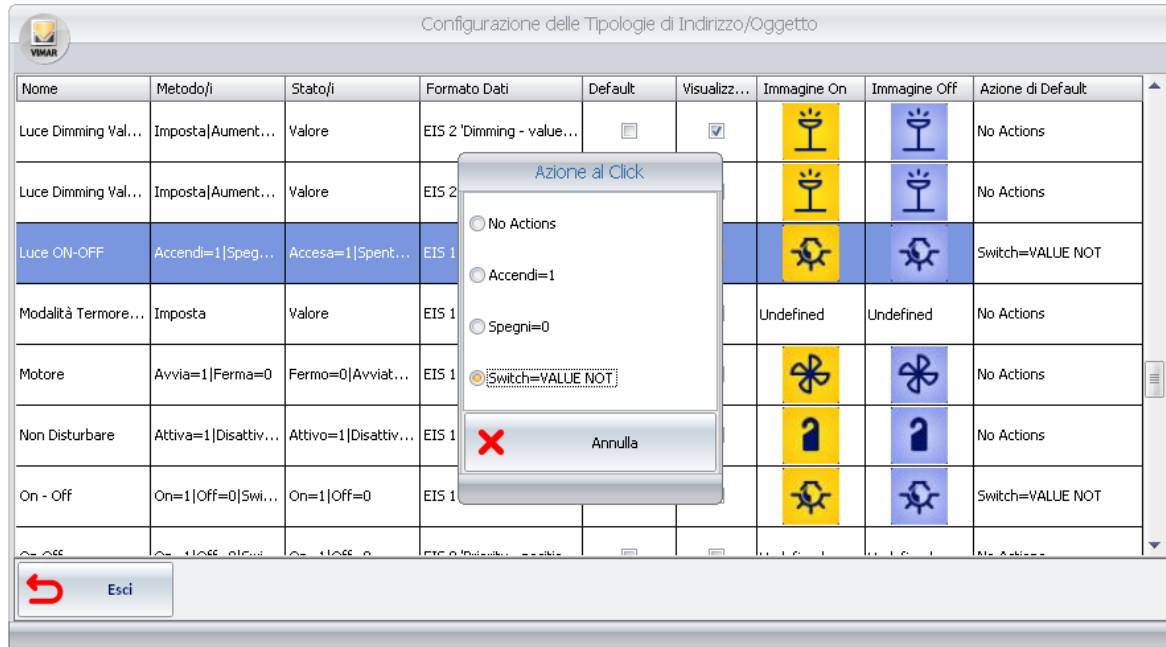 Configurazione delle Tipologie di Indirizzo/Oggetto
VIMAR
Nome Metodo/i Stato/i Formato Dati Default Visualizz... Immagine On Immagine Off Azione di Default
Luce Dimming Val... Imposta|Aument... Valore EIS 2 'Dimming - value... No Actions
Luce Dimming Val... Imposta|Aument... Valore EIS 2 No Actions
Luce ON-OFF Accendi=1|Speg... Accesa=1|Spent... EIS 1 Switch=VALUE NOT
Modalità Termore... Imposta Valore EIS 1 Undefined Undefined No Actions
Motore Avvia=1|Ferma=0 Fermo=0|Avviat... EIS 1 No Actions
Non Disturbare Attiva=1|Disattiv... Attivo=1|Disattiv... EIS 1 No Actions
On - Off On=1|Off=0|Swi... On=1|Off=0 EIS 1 Switch=VALUE NOT
Azione al Click
No Actions
Accendi=1
Spegni=0
Switch=VALUE NOT
Annulla
Esci